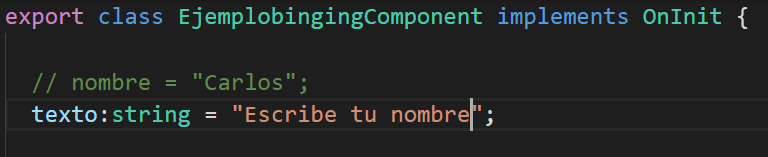 export class EjemplobingingComponent implements OnInit {
// nombre = "Carlos";
texto:string = "Escribe tu nombre";